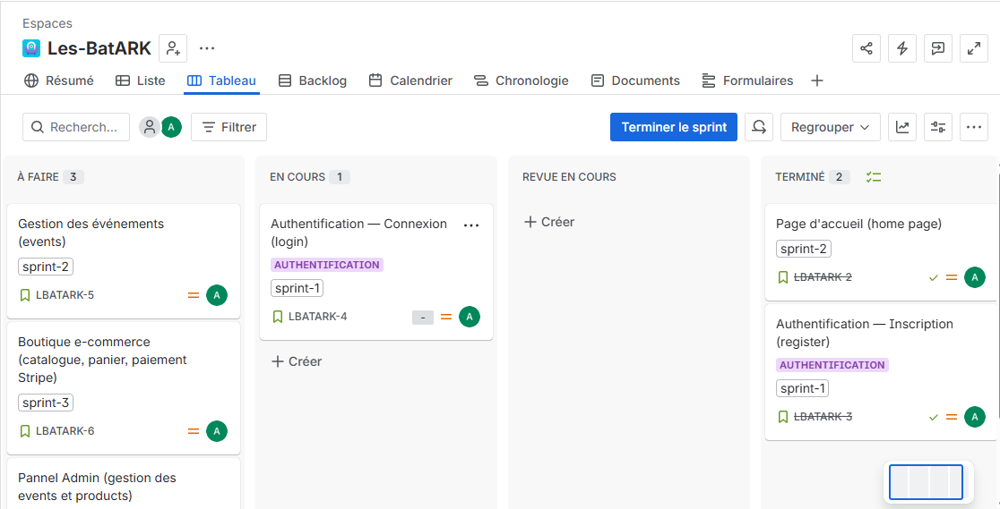 Espaces
Les-BatARK
Résumé
Liste
Tableau
Backlog
Calendrier
Chronologie
Documents
Formulaires
Recherch...
A
Filtrer
Terminer le sprint
Regrouper
À FAIRE 3
Gestion des événements
(events)
sprint-2
LBATARK-5
A
Boutique e-commerce
(catalogue, panier, paiement
Stripe)
sprint-3
LBATARK-6
A
Pannel Admin (gestion des
events et products)
EN COURS 1
Authentification — Connexion
(login)
AUTHENTIFICATION
sprint-1
LBATARK-4
-
A
Créer
REVUE EN COURS
Créer
TERMINÉ 2
Page d'accueil (home page)
sprint-2
LBATARK-2
A
Authentification — Inscription
(register)
AUTHENTIFICATION
sprint-1
LBATARK-3
A